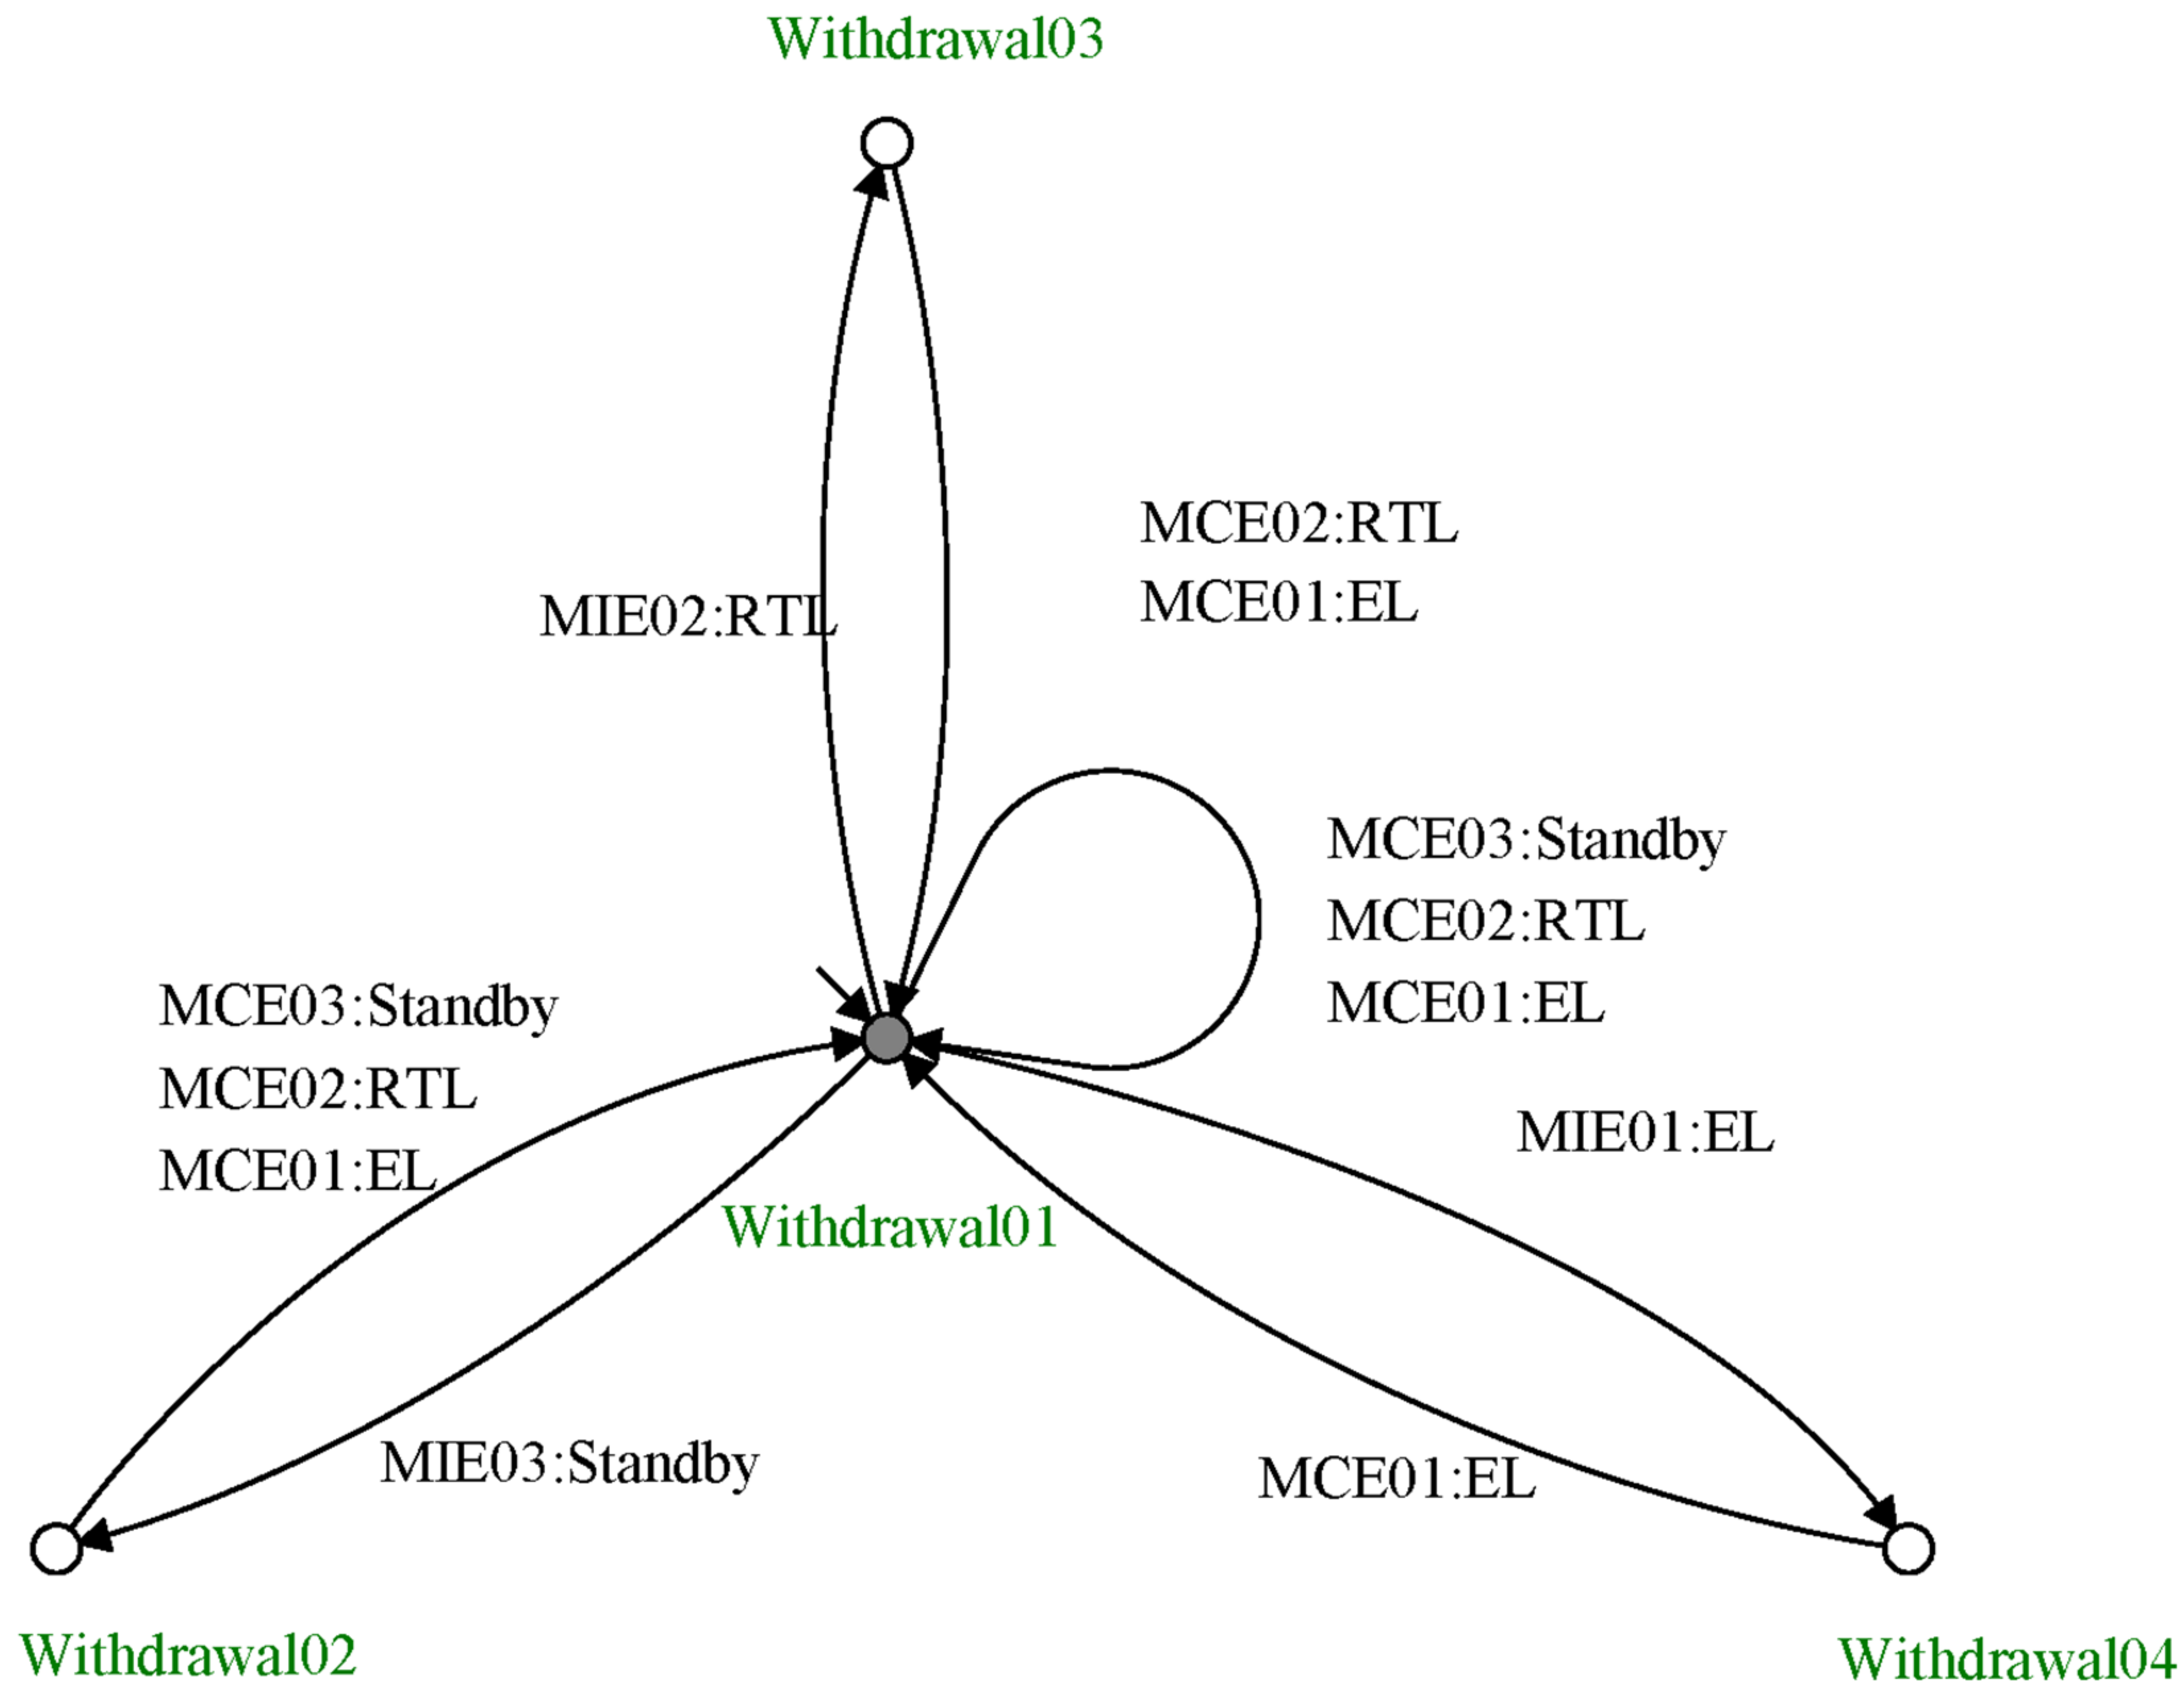 Withdrawal03
MCE02:RTL
MCE01:EL
MIE02:RTL
MCE03:Standby
MCE02:RTL
MCE01:EL
MCE03:Standby
MCE02:RTL
MCE01:EL
MIE01:EL
Withdrawal01
MIE03:Standby
MCE01:EL
Withdrawal02
Withdrawal04